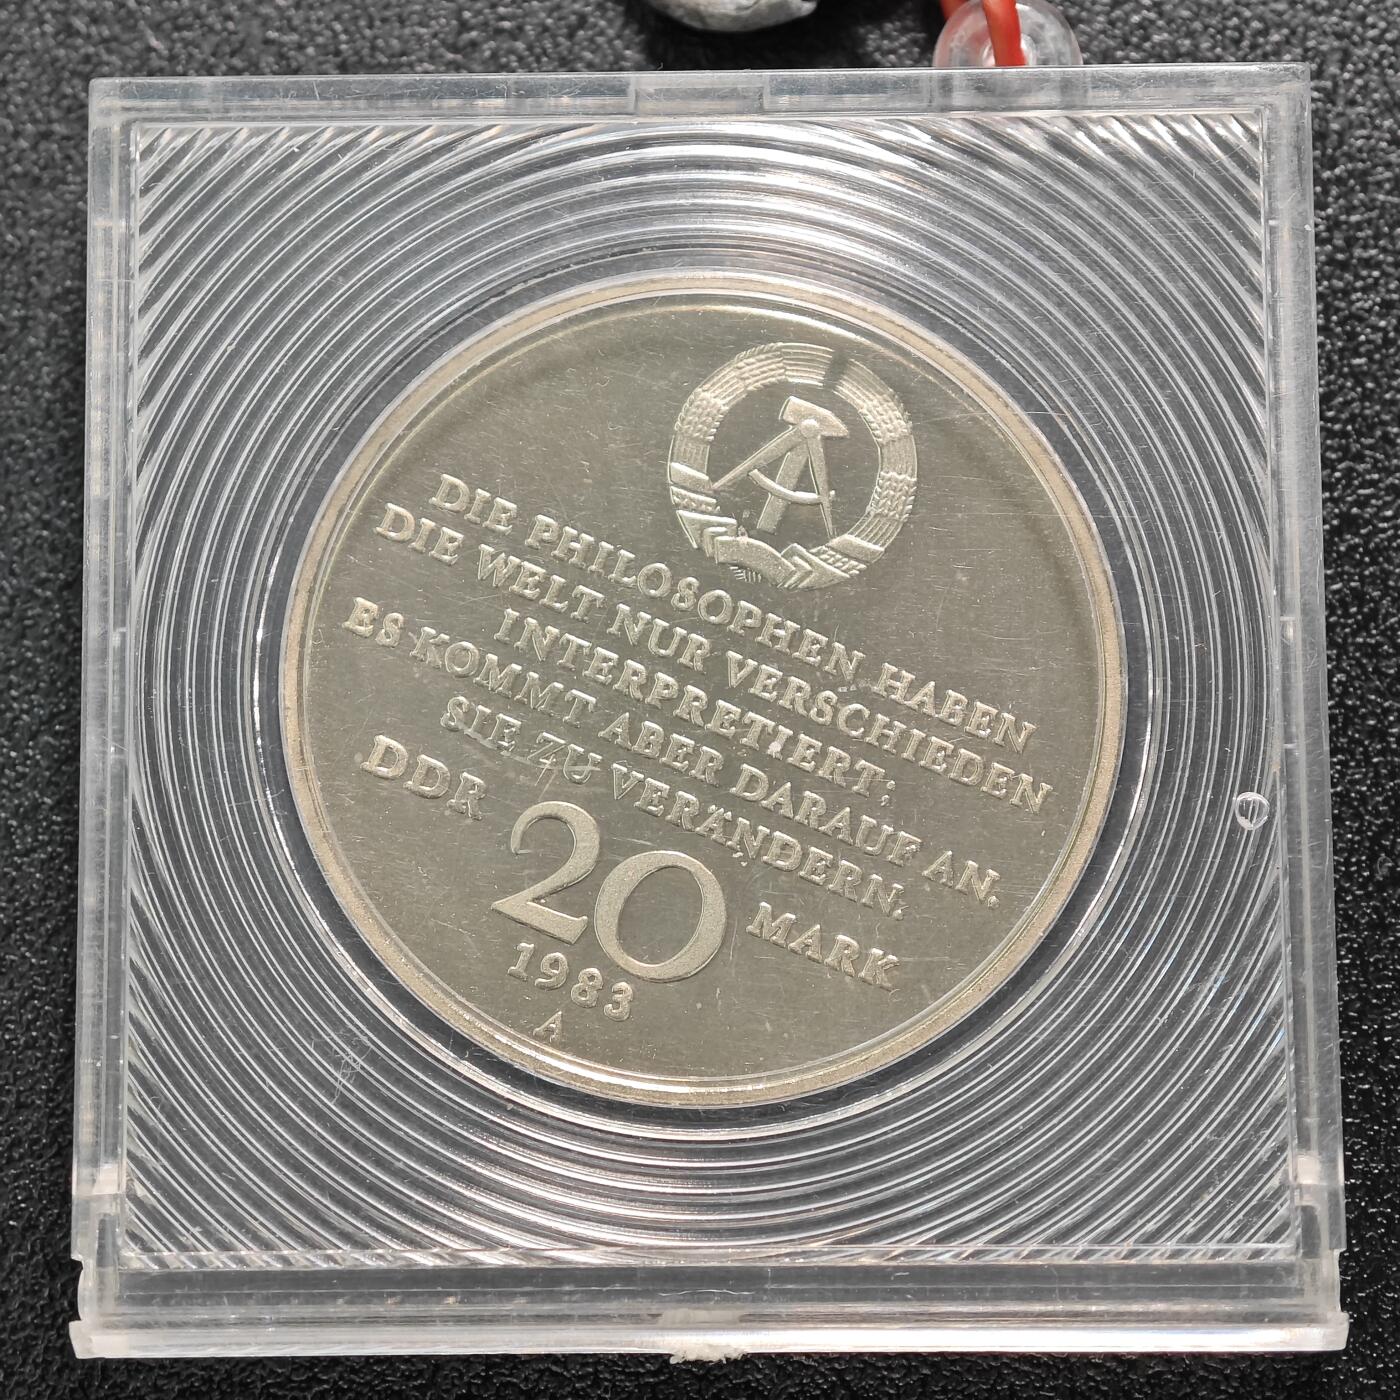 DIE PHILOSOPHEN HABEN
DIE WELT NUR VERSCHIEDEN
INTERPRETIERT;
ES KOMMT ABER DARAUF AN.
SIE ZU VERÄNDERN.
DDR 20 MARK
1983
A